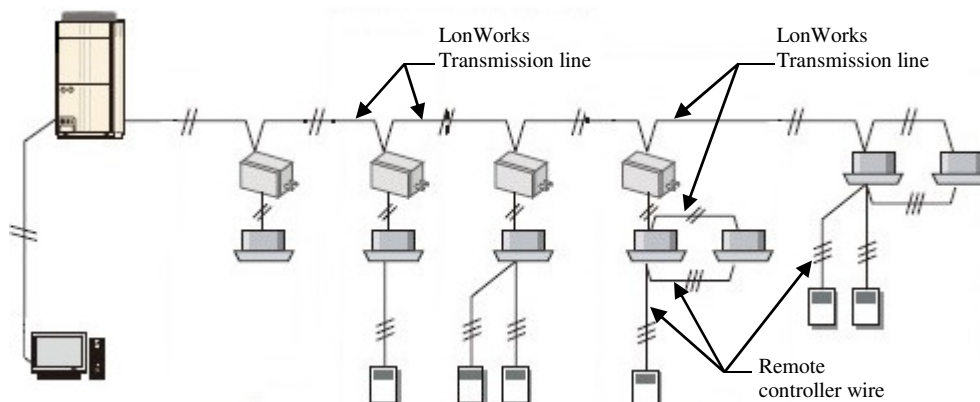 LonWorks
Transmission line
LonWorks
Transmission line
Remote
controller wire